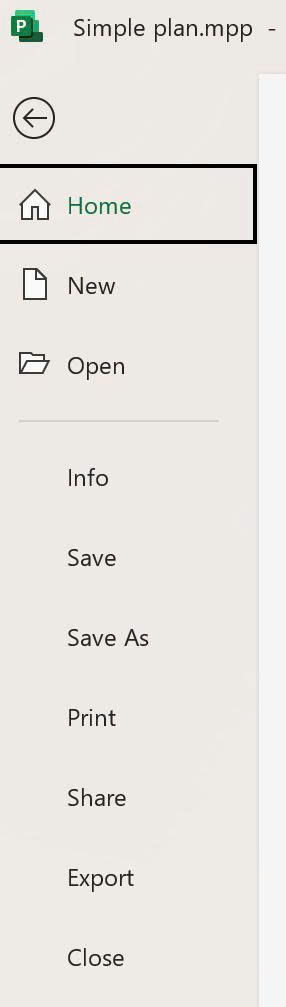 P
Simple plan.mpp -
Home
New
Open
Info
Save
Save As
Print
Share
Export
Close